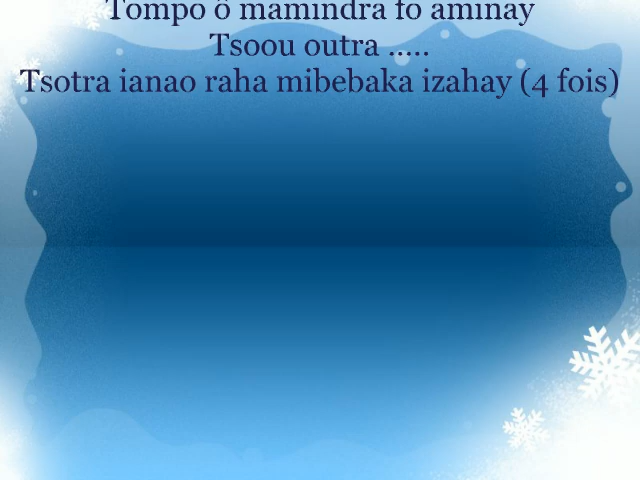 Tompo ô mamindra fo aminay
Tsoou outra .....
Tsotra ianao raha mibebaka izahay (4 fois)